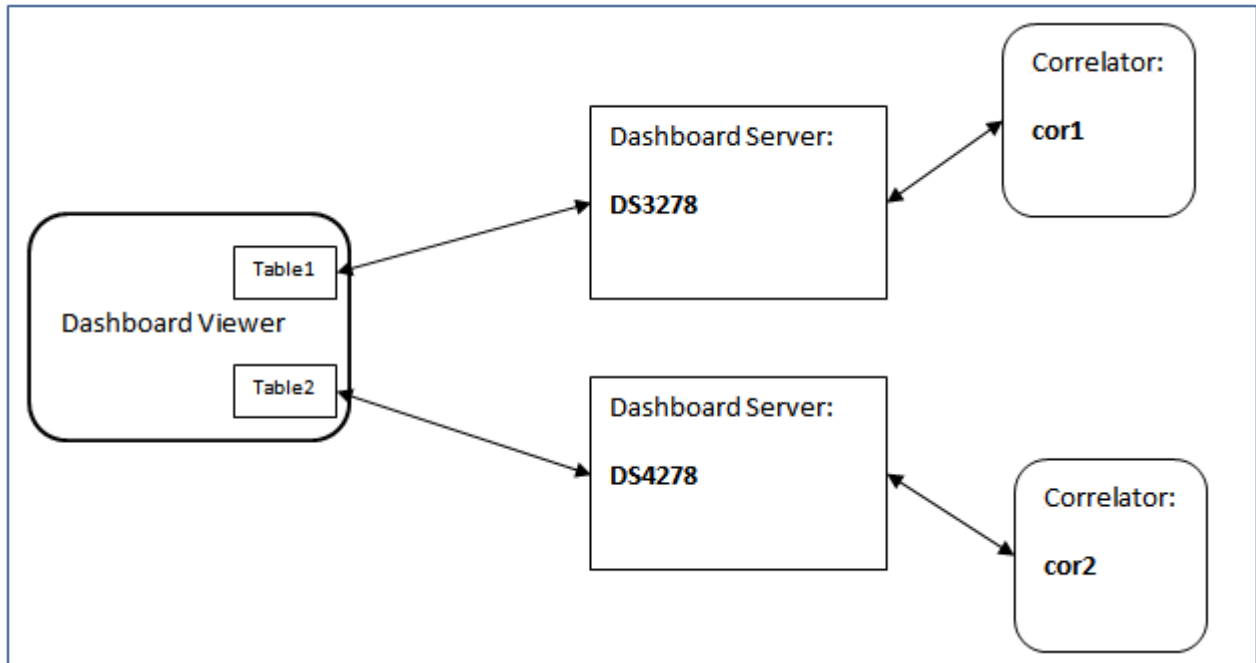 Correlator:
cor1
Dashboard Server:
DS3278
Table1
Dashboard Viewer
Table2
Dashboard Server:
DS4278
Correlator:
cor2